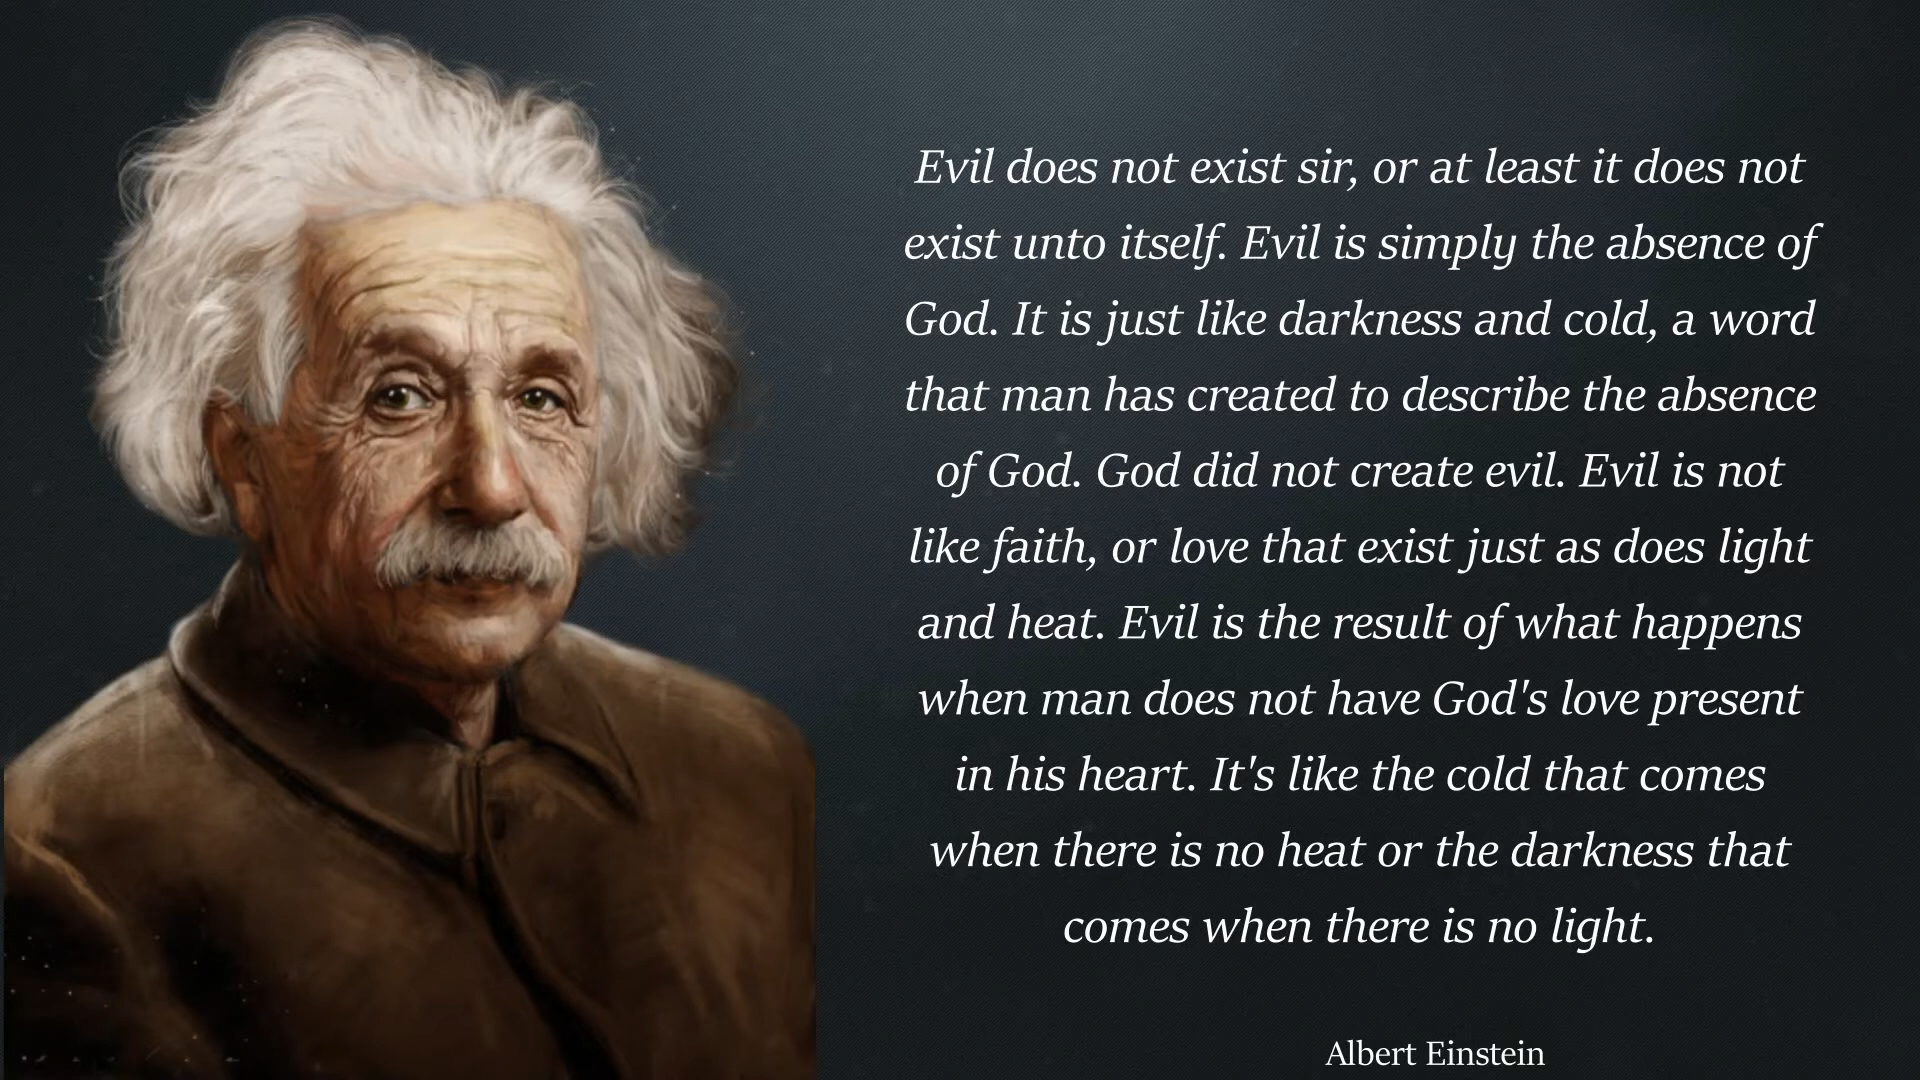 Evil does not exist sir, or at least it does not
exist unto itself. Evil is simply the absence of
God. It is just like darkness and cold, a word
that man has created to describe the absence
of God. God did not create evil. Evil is not
like faith, or love that exist just as does light
and heat. Evil is the result of what happens
when man does not have God's love present
in his heart. It's like the cold that comes
when there is no heat or the darkness that
comes when there is no light.
Albert Einstein